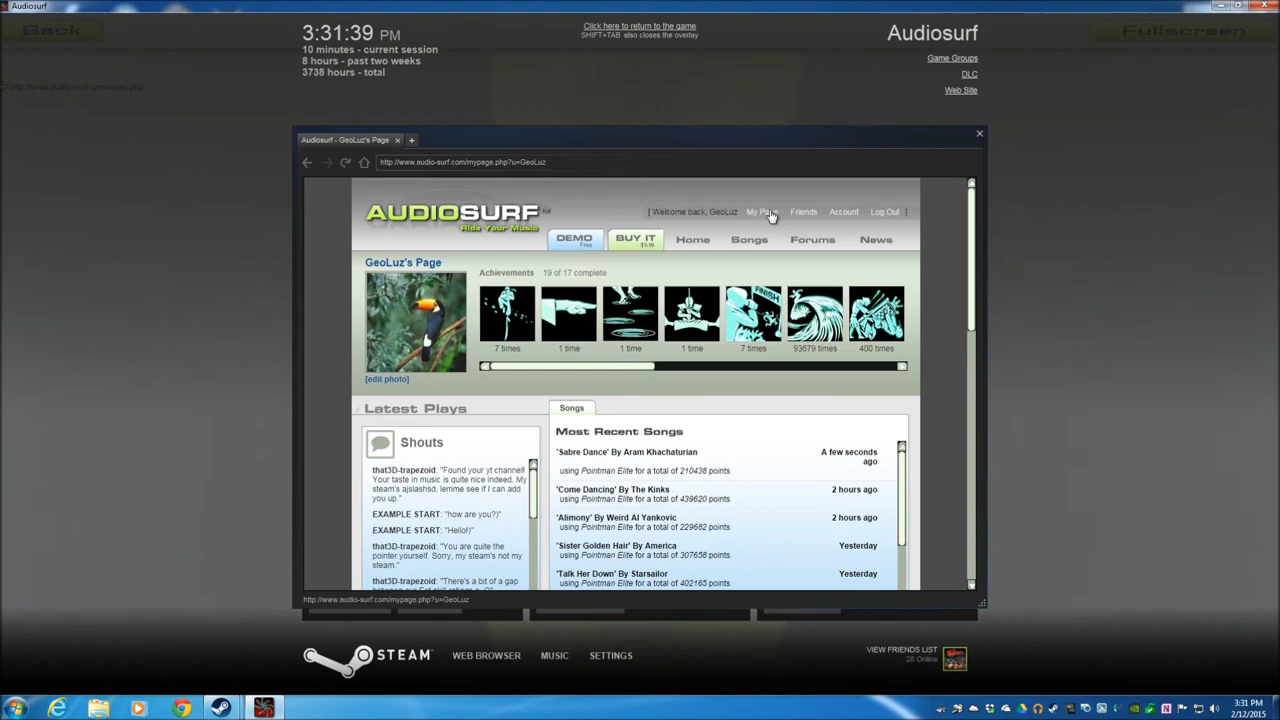 Audiosurf
Back
Fullscreen
3:31:39 PM
10 minutes - current session
8 hours - past two weeks
3738 hours - total
Click here to return to the game
SHIFT+TAB also closes the overlay
Audiosurf
Game Groups
DLC
Web Site
Audiosurf - GeoLuz's Page
http://www.audio-surf.com/mypage.php?u=GeoLuz
AUDIOSURF
Ride Your Music
[ Welcome back, GeoLuz My Page Friends Account Log Out ]
DEMO
Free
BUY IT
$9.99
Home Songs Forums News
GeoLuz's Page
Achievements 19 of 17 complete
FINISH
7 times 1 time 1 time 1 time 7 times 93679 times 400 times
[edit photo]
Latest Plays
Shouts
that3D-trapezoid: "Found your yt channel!
Your taste in music is quite nice indeed. My
steam's ajslashsd, lemme see if I can add
you up."
EXAMPLE START: "how are you?)"
EXAMPLE START: "Hello!)"
that3D-trapezoid: "You are quite the
pointer yourself. Sorry, my steam's not my
steam."
that3D-trapezoid: "There's a bit of a gap
Songs
Most Recent Songs
'Sabre Dance' By Aram Khachaturian A few seconds
ago
using Pointman Elite for a total of 210438 points
'Come Dancing' By The Kinks 2 hours ago
using Pointman Elite for a total of 439620 points
'Alimony' By Weird Al Yankovic 2 hours ago
using Pointman Elite for a total of 229682 points
'Sister Golden Hair' By America Yesterday
using Pointman Elite for a total of 307658 points
'Talk Her Down' By Starsailor Yesterday
using Pointman Elite for a total of 402165 points
http://www.audio-surf.com/mypage.php?u=GeoLuz
STEAM
WEB BROWSER MUSIC SETTINGS
VIEW FRIENDS LIST
28 Online
3:31 PM
2/12/2015